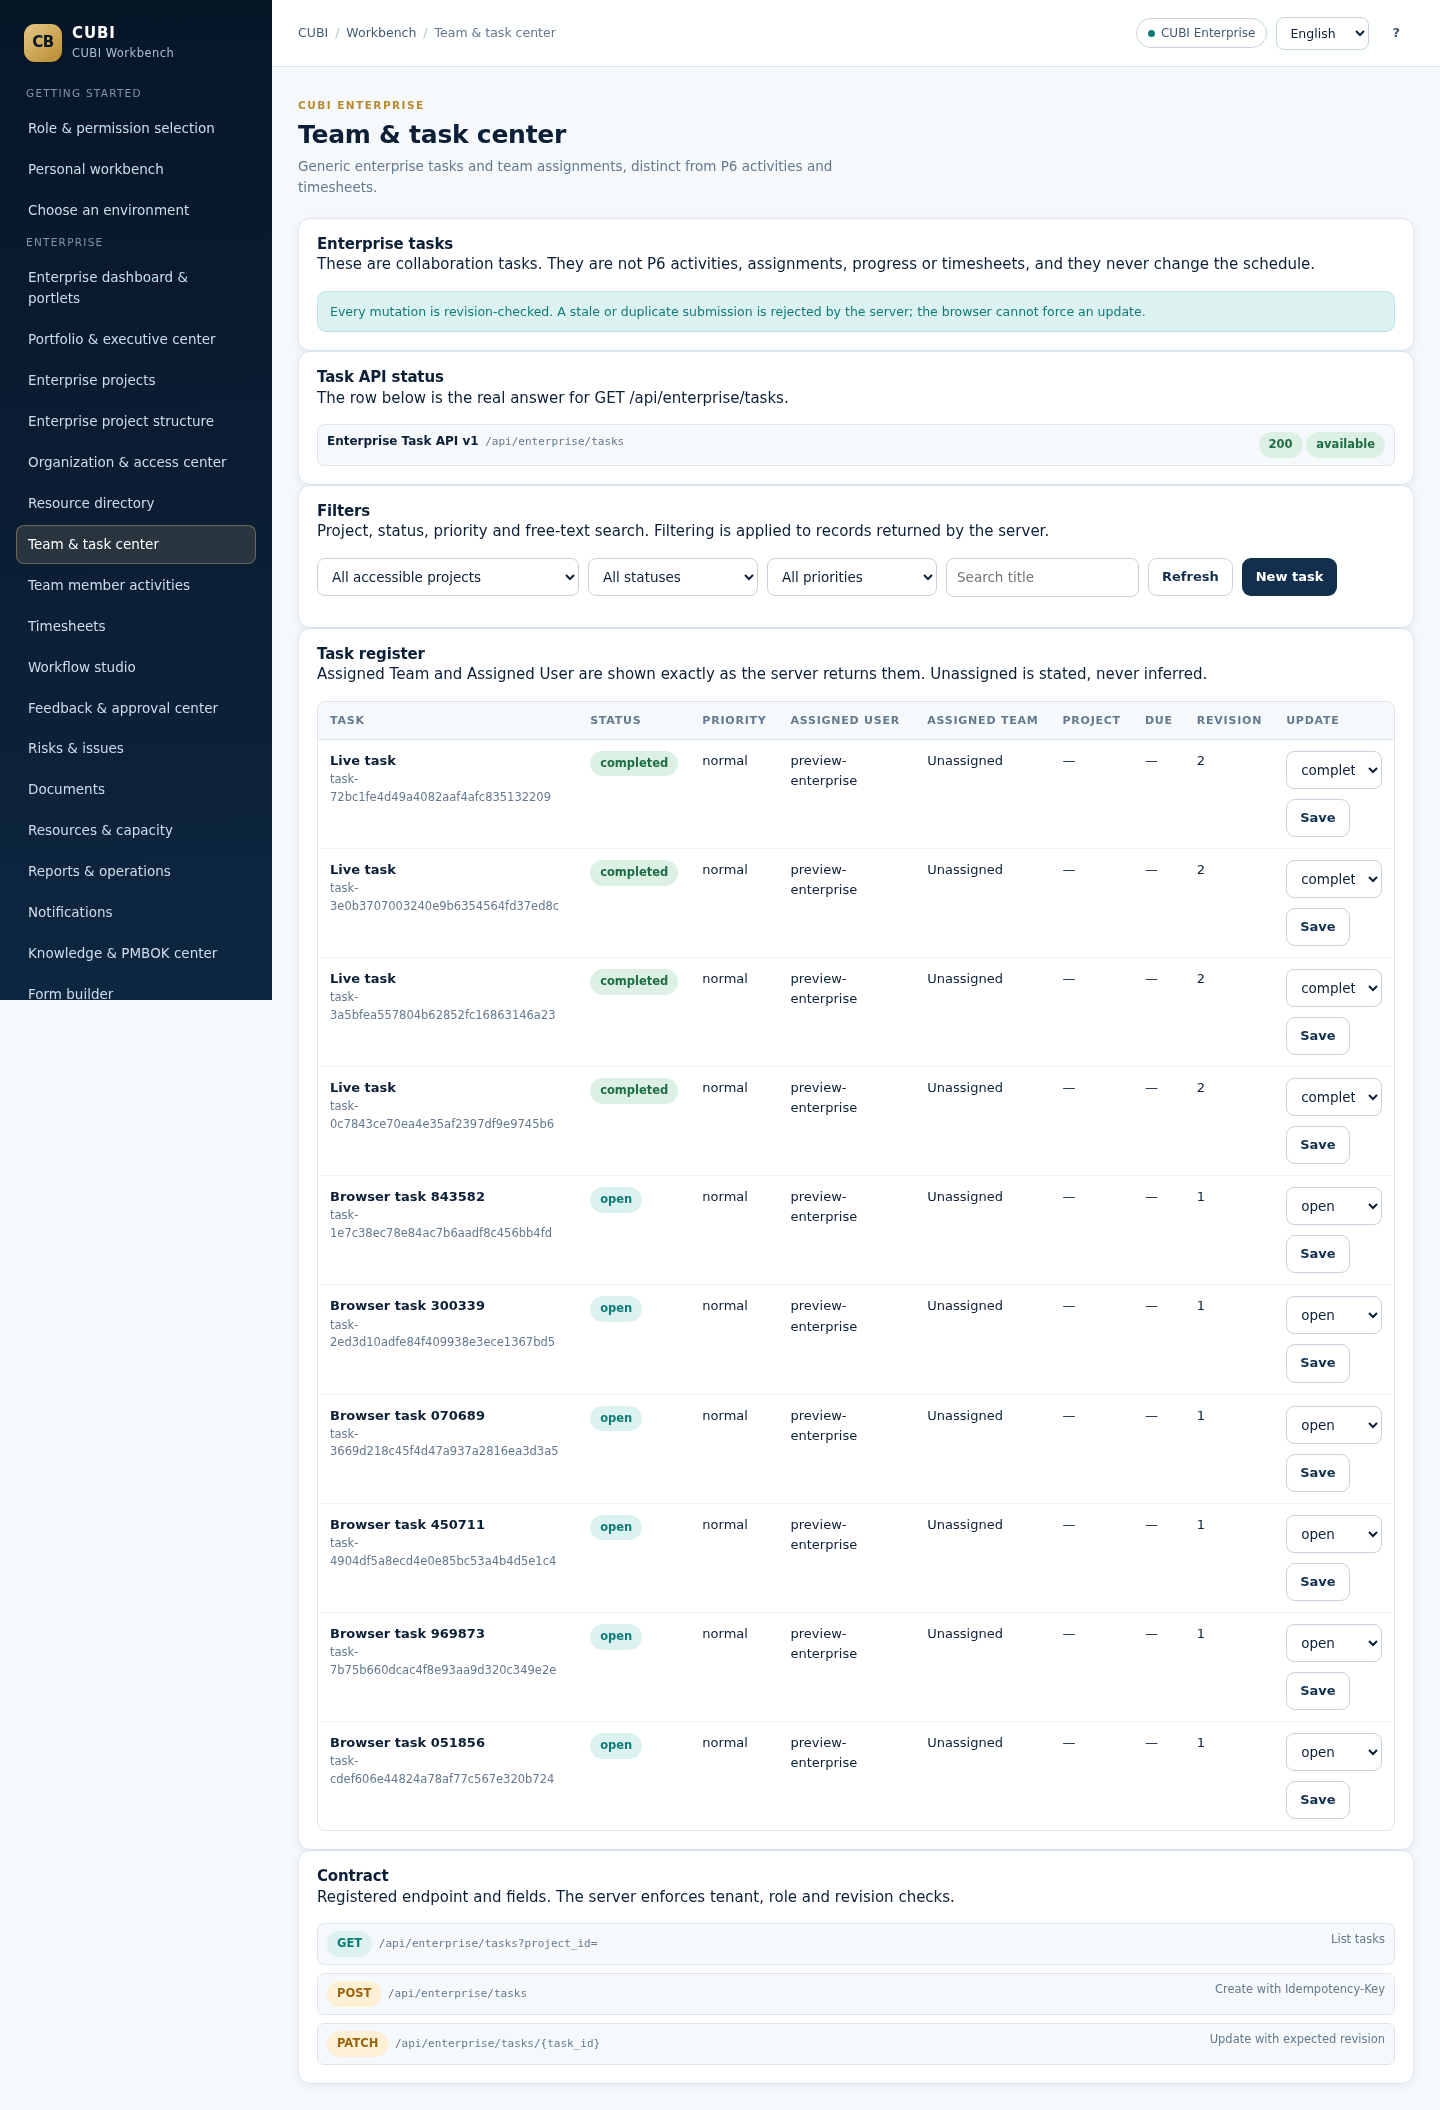 CB
CUBI
CUBI Workbench
GETTING STARTED
Role & permission selection
Personal workbench
Choose an environment
ENTERPRISE
Enterprise dashboard &
portlets
Portfolio & executive center
Enterprise projects
Enterprise project structure
Organization & access center
Resource directory
Team & task center
Team member activities
Timesheets
Workflow studio
Feedback & approval center
Risks & issues
Documents
Resources & capacity
Reports & operations
Notifications
Knowledge & PMBOK center
Form builder
CUBI / Workbench / Team & task center
CUBI Enterprise
English
?
CUBI ENTERPRISE
Team & task center
Generic enterprise tasks and team assignments, distinct from P6 activities and
timesheets.
Enterprise tasks
These are collaboration tasks. They are not P6 activities, assignments, progress or timesheets, and they never change the schedule.
Every mutation is revision-checked. A stale or duplicate submission is rejected by the server; the browser cannot force an update.
Task API status
The row below is the real answer for GET /api/enterprise/tasks.
Enterprise Task API v1 /api/enterprise/tasks 200 available
Filters
Project, status, priority and free-text search. Filtering is applied to records returned by the server.
All accessible projects All statuses All priorities Search title Refresh New task
Task register
Assigned Team and Assigned User are shown exactly as the server returns them. Unassigned is stated, never inferred.
TASK STATUS PRIORITY ASSIGNED USER ASSIGNED TEAM PROJECT DUE REVISION UPDATE
Live task completed normal preview- Unassigned — — 2 complet
task- enterprise
72bc1fe4d49a4082aaf4afc835132209
Save
Live task completed normal preview- Unassigned — — 2 complet
task- enterprise
3e0b3707003240e9b6354564fd37ed8c
Save
Live task completed normal preview- Unassigned — — 2 complet
task- enterprise
3a5bfea557804b62852fc16863146a23
Save
Live task completed normal preview- Unassigned — — 2 complet
task- enterprise
0c7843ce70ea4e35af2397df9e9745b6
Save
Browser task 843582 open normal preview- Unassigned — — 1 open
task- enterprise
1e7c38ec78e84ac7b6aadf8c456bb4fd
Save
Browser task 300339 open normal preview- Unassigned — — 1 open
task- enterprise
2ed3d10adfe84f409938e3ece1367bd5
Save
Browser task 070689 open normal preview- Unassigned — — 1 open
task- enterprise
3669d218c45f4d47a937a2816ea3d3a5
Save
Browser task 450711 open normal preview- Unassigned — — 1 open
task- enterprise
4904df5a8ecd4e0e85bc53a4b4d5e1c4
Save
Browser task 969873 open normal preview- Unassigned — — 1 open
task- enterprise
7b75b660dcac4f8e93aa9d320c349e2e
Save
Browser task 051856 open normal preview- Unassigned — — 1 open
task- enterprise
cdef606e44824a78af77c567e320b724
Save
Contract
Registered endpoint and fields. The server enforces tenant, role and revision checks.
GET /api/enterprise/tasks?project_id= List tasks
POST /api/enterprise/tasks Create with Idempotency-Key
PATCH /api/enterprise/tasks/{task_id} Update with expected revision